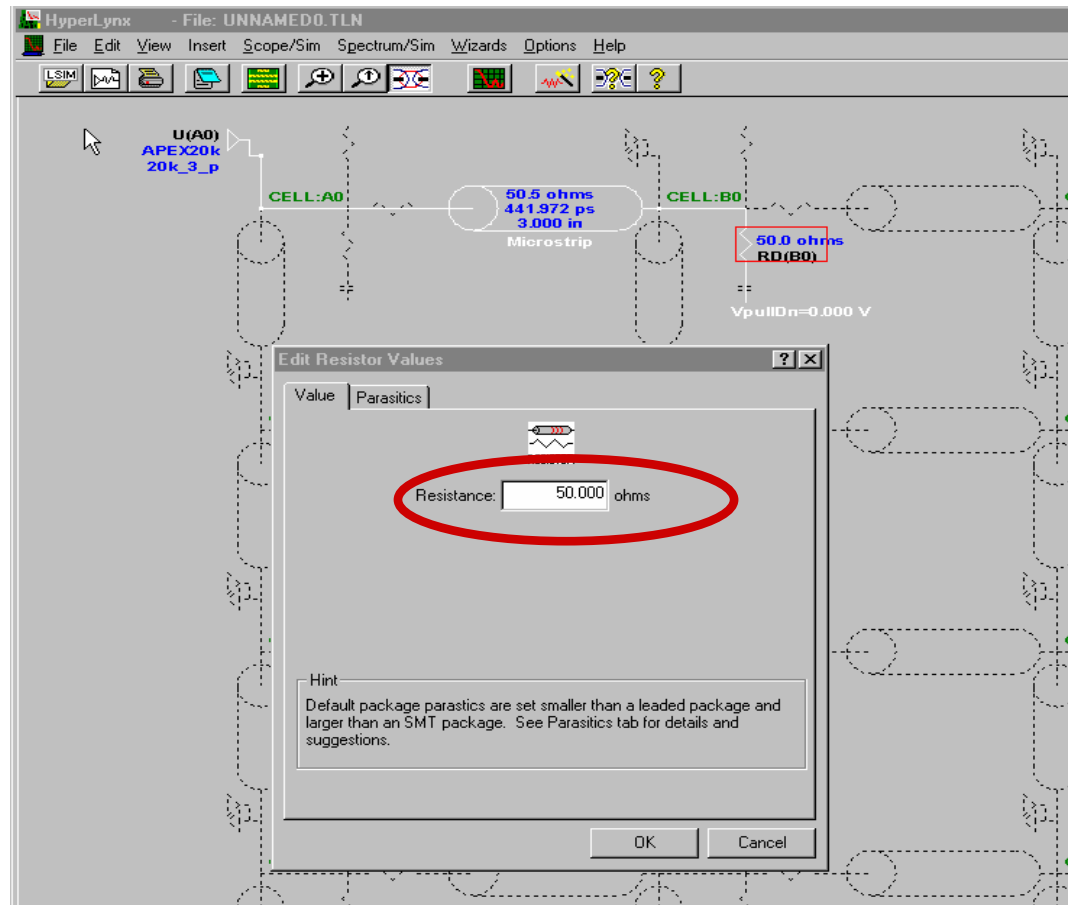 HyperLynx - File: UNNAMED0.TLN
File Edit View Insert Scope/Sim Spectrum/Sim Wizards Options Help
LSIM
U(A0)
APEX20k
20k_3_p
CELL:A0
50.5 ohms
441.972 ps
3.000 in
Microstrip
CELL:B0
50.0 ohms
RD(B0)
VpullDn=0.000 V
Edit Resistor Values
Value Parasitics
Resistance: 50.000 ohms
Hint
Default package parastics are set smaller than a leaded package and
larger than an SMT package. See Parasitics tab for details and
suggestions.
OK Cancel